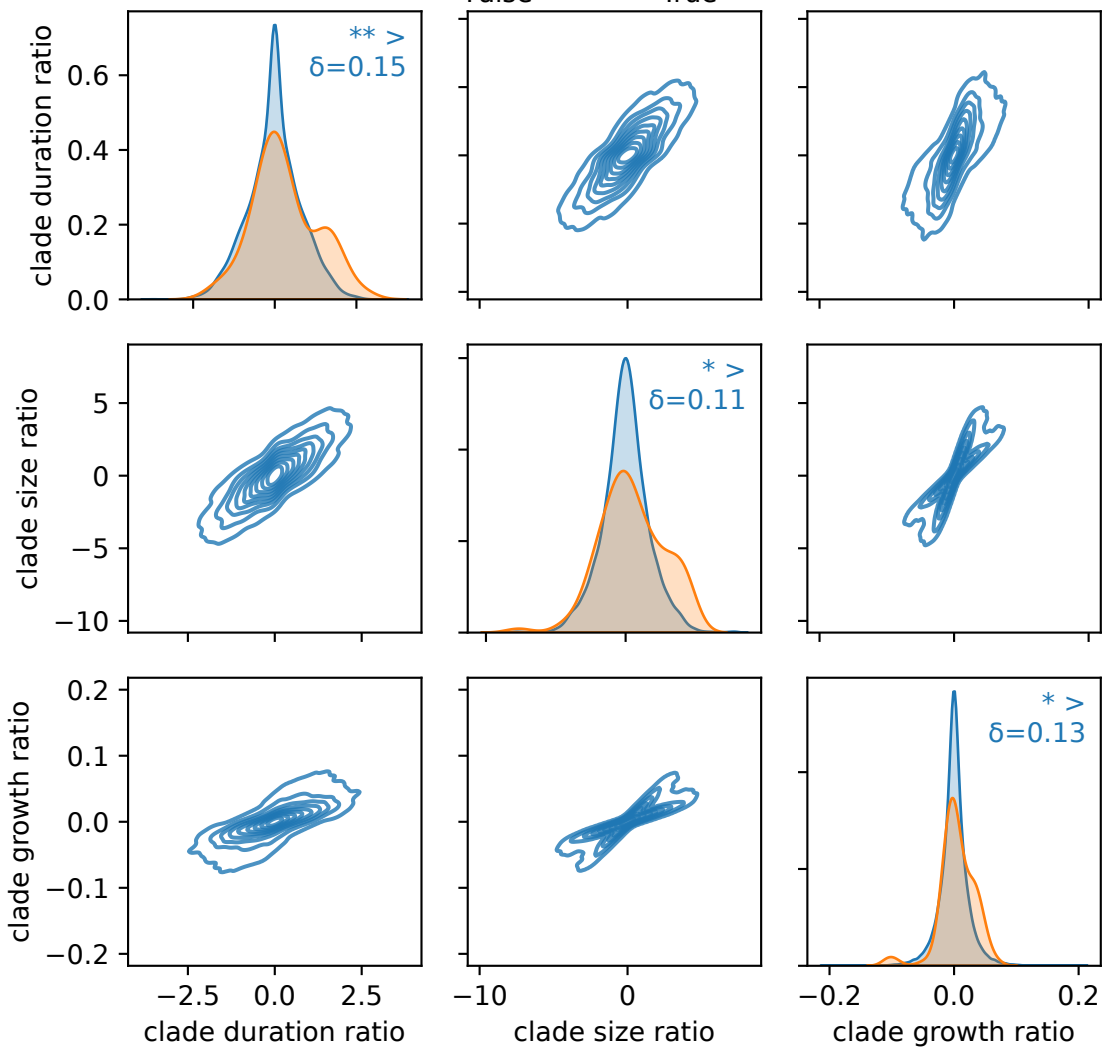 clade duration ratio
0.6
0.4
0.2
0.0
** >
δ=0.15
clade size ratio
5
0
−5
−10
* >
δ=0.11
clade growth ratio
0.2
0.1
0.0
−0.1
−0.2
* >
δ=0.13
−2.5
0.0
2.5
−10
0
−0.2
0.0
0.2
clade duration ratio
clade size ratio
clade growth ratio